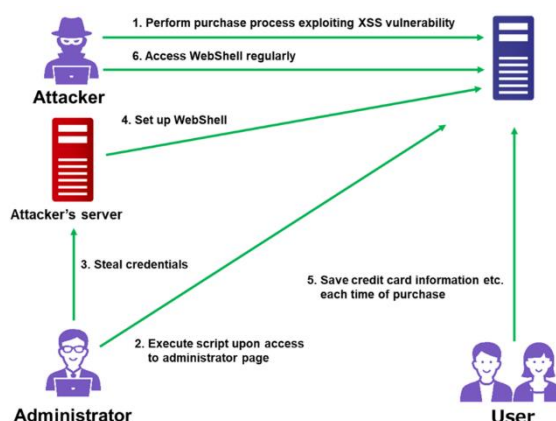 1. Perform purchase process exploiting XSS vulnerability
6. Access WebShell regularly
Attacker
4. Set up WebShell
Attacker's server
3. Steal credentials
5. Save credit card information etc.
each time of purchase
2. Execute script upon access
to administrator page
Administrator
User